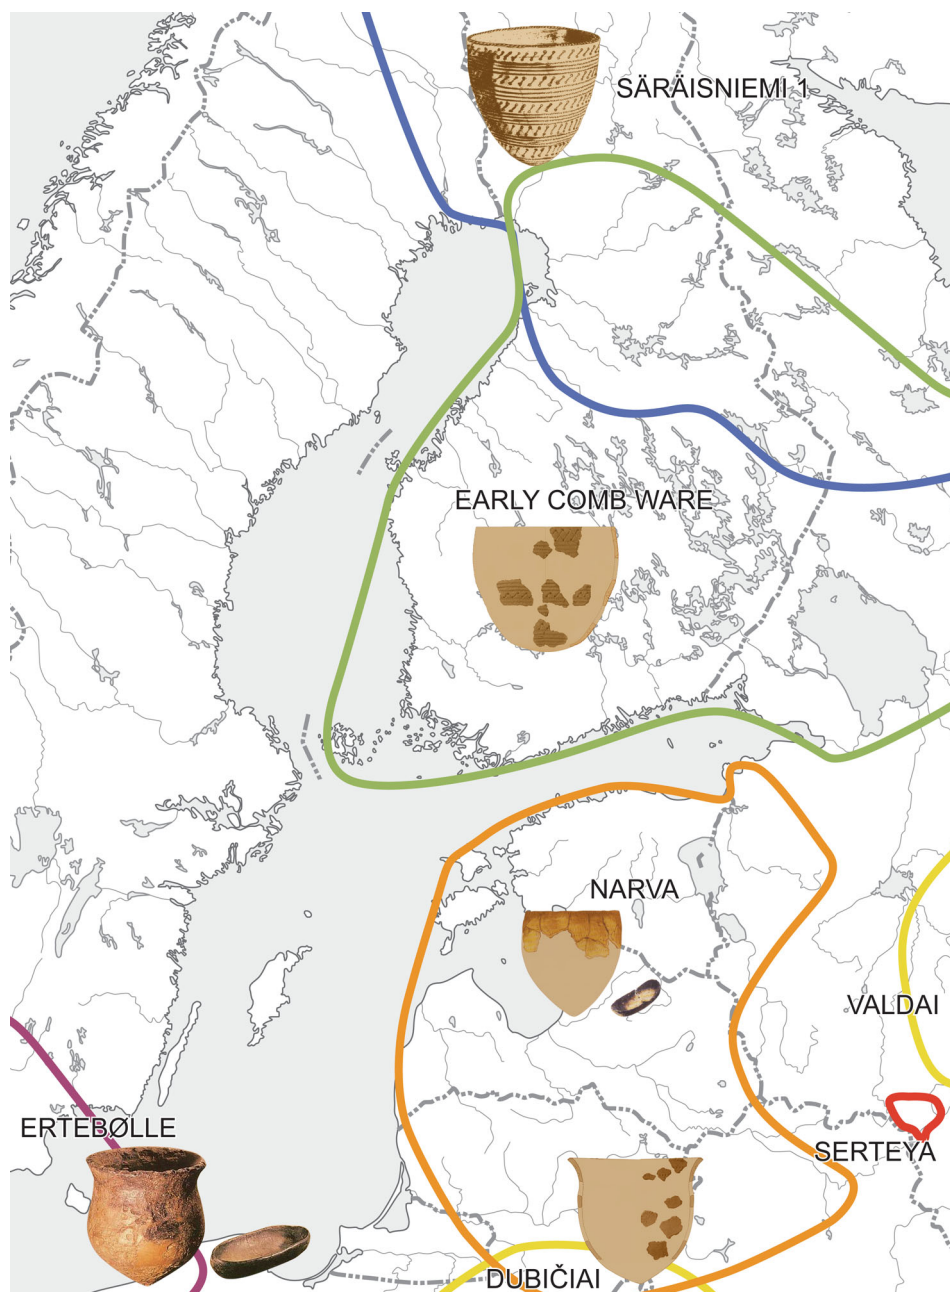 SÄRÄISNIEMI 1
EARLY COMB WARE
NARVA
VALDAI
ERTEBØLLE
SERTEYA
DUBIČIAI